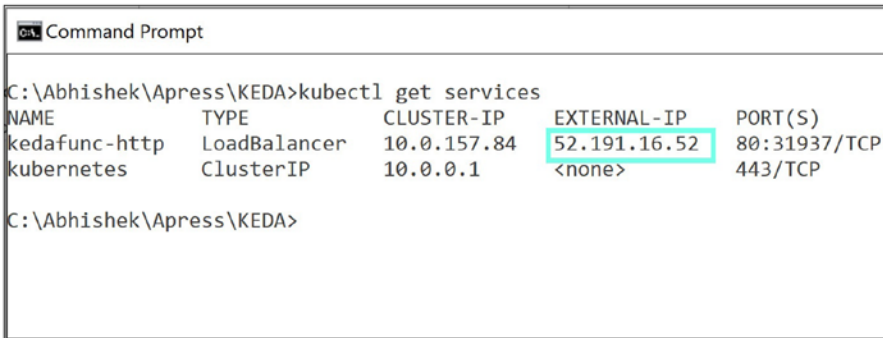 Command Prompt
C:\Abhishek\Apress\KEDA>kubectl get services
NAME TYPE CLUSTER-IP EXTERNAL-IP PORT(S)
kedafunc-http LoadBalancer 10.0.157.84 52.191.16.52 80:31937/TCP
kubernetes ClusterIP 10.0.0.1 <none> 443/TCP
C:\Abhishek\Apress\KEDA>